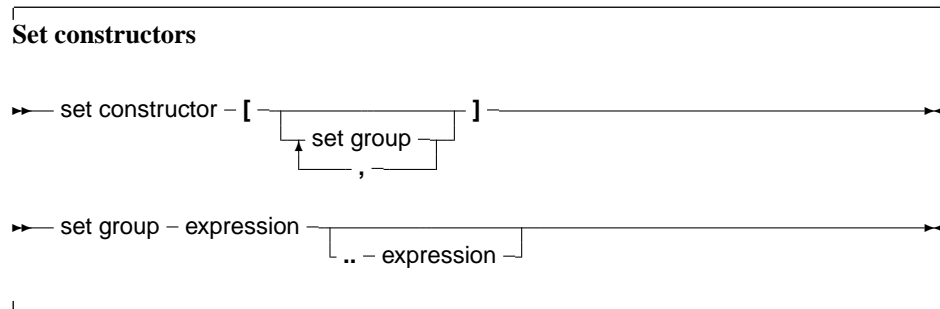 Set constructors
set constructor – [ ]
set group
,
set group – expression
.. – expression